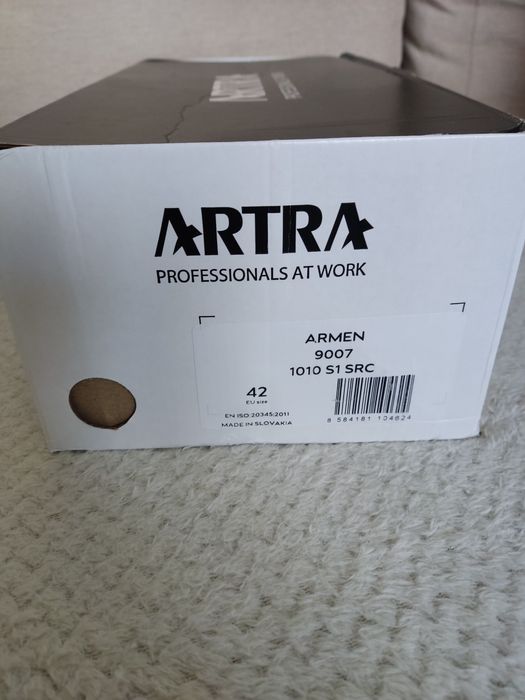 ARTRA
PROFESSIONALS AT WORK
ARMEN
9007
1010 S1 SRC
42
EU size
EN ISO 20345:2011
MADE IN SLOVAKIA
8 584181 104624